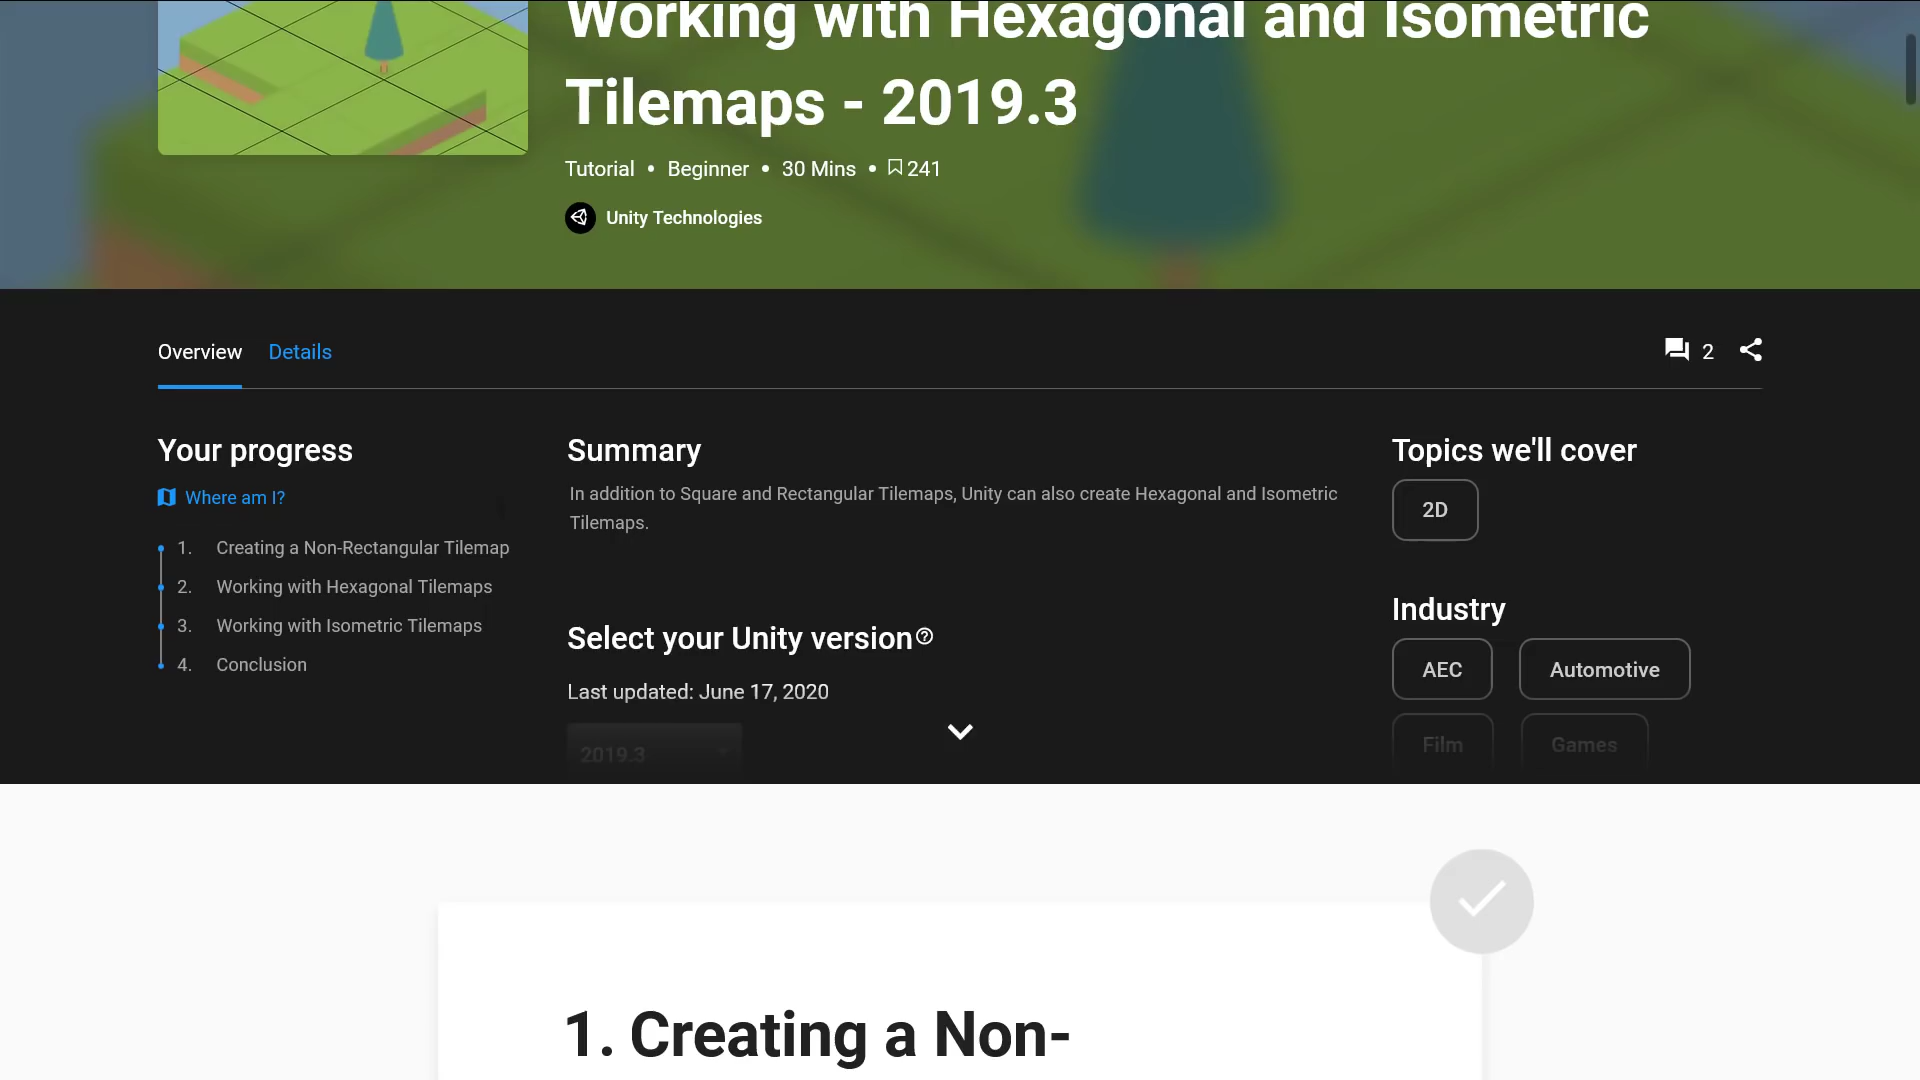 Working with Hexagonal and Isometric
Tilemaps - 2019.3
Tutorial • Beginner • 30 Mins • 241
Unity Technologies
Overview Details
2
Your progress
Where am I?
1. Creating a Non-Rectangular Tilemap
2. Working with Hexagonal Tilemaps
3. Working with Isometric Tilemaps
4. Conclusion
Summary
In addition to Square and Rectangular Tilemaps, Unity can also create Hexagonal and Isometric
Tilemaps.
Select your Unity version
Last updated: June 17, 2020
2019.3
Topics we'll cover
2D
Industry
AEC Automotive
Film Games
1. Creating a Non-